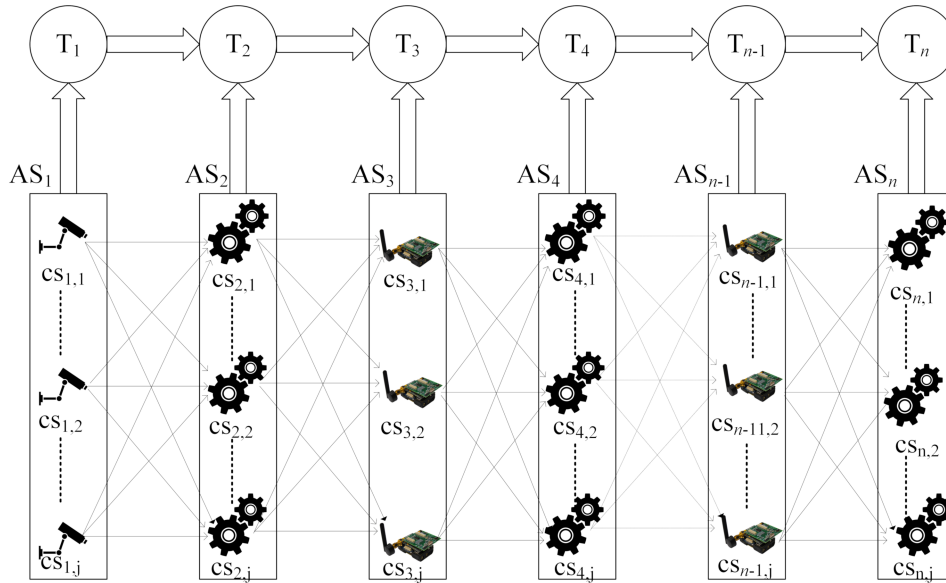 T₁ T₂ T₃ T₄ Tₙ₋₁ Tₙ
AS₁ AS₂ AS₃ AS₄ ASₙ₋₁ ASₙ
cs₁,₁ cs₂,₁ cs₃,₁ cs₄,₁ csₙ₋₁,₁ csₙ,₁
cs₁,₂ cs₂,₂ cs₃,₂ cs₄,₂ csₙ₋₁₁,₂ csₙ,₂
cs₁,ⱼ cs₂,ⱼ cs₃,ⱼ cs₄,ⱼ csₙ₋₁,ⱼ csₙ,ⱼ